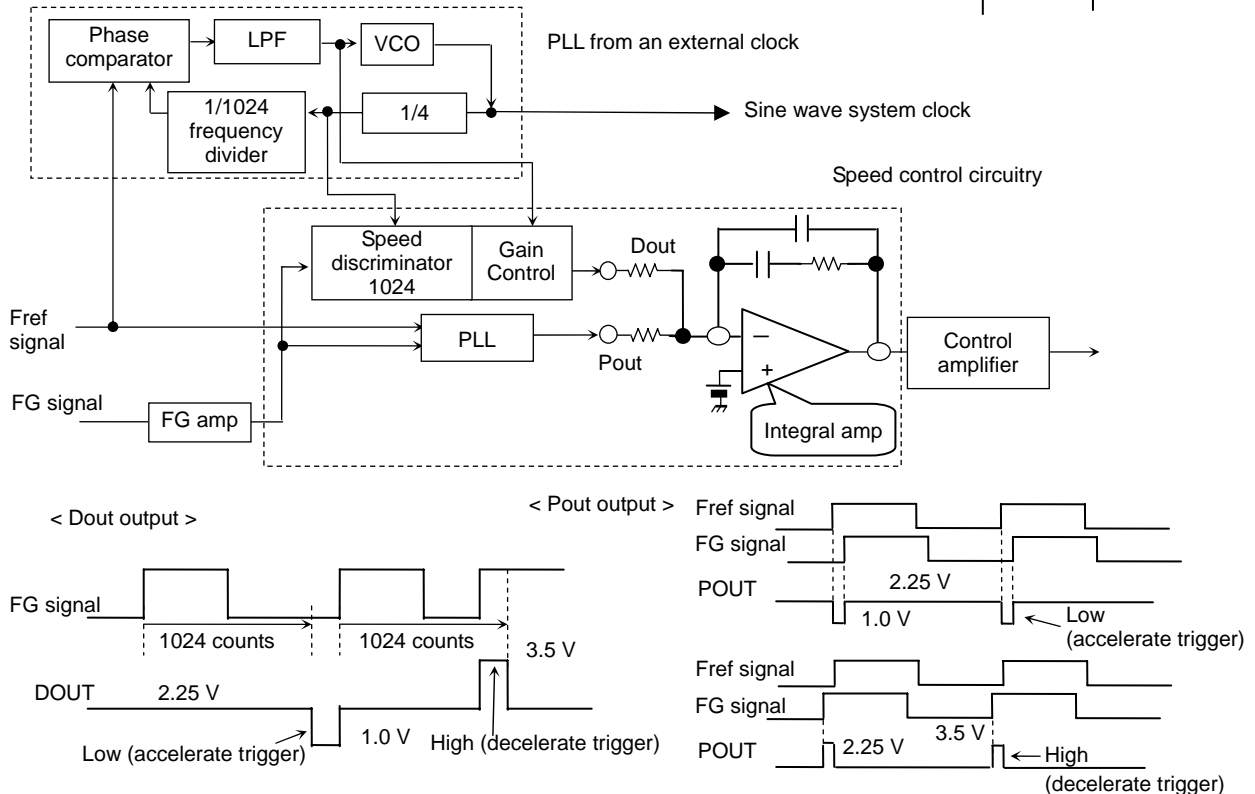 Phase
comparator
LPF
VCO
PLL from an external clock
1/1024
frequency
divider
1/4
Sine wave system clock
Speed control circuitry
Speed
discriminator
1024
Gain
Control
Dout
Fref
signal
PLL
Pout
Control
amplifier
FG signal
FG amp
Integral amp
< Dout output >
FG signal
1024 counts
1024 counts
3.5 V
DOUT
2.25 V
Low (accelerate trigger)
1.0 V
High (decelerate trigger)
< Pout output >
Fref signal
FG signal
POUT
2.25 V
1.0 V
Low
(accelerate trigger)
Fref signal
FG signal
3.5 V
POUT
2.25 V
High
(decelerate trigger)